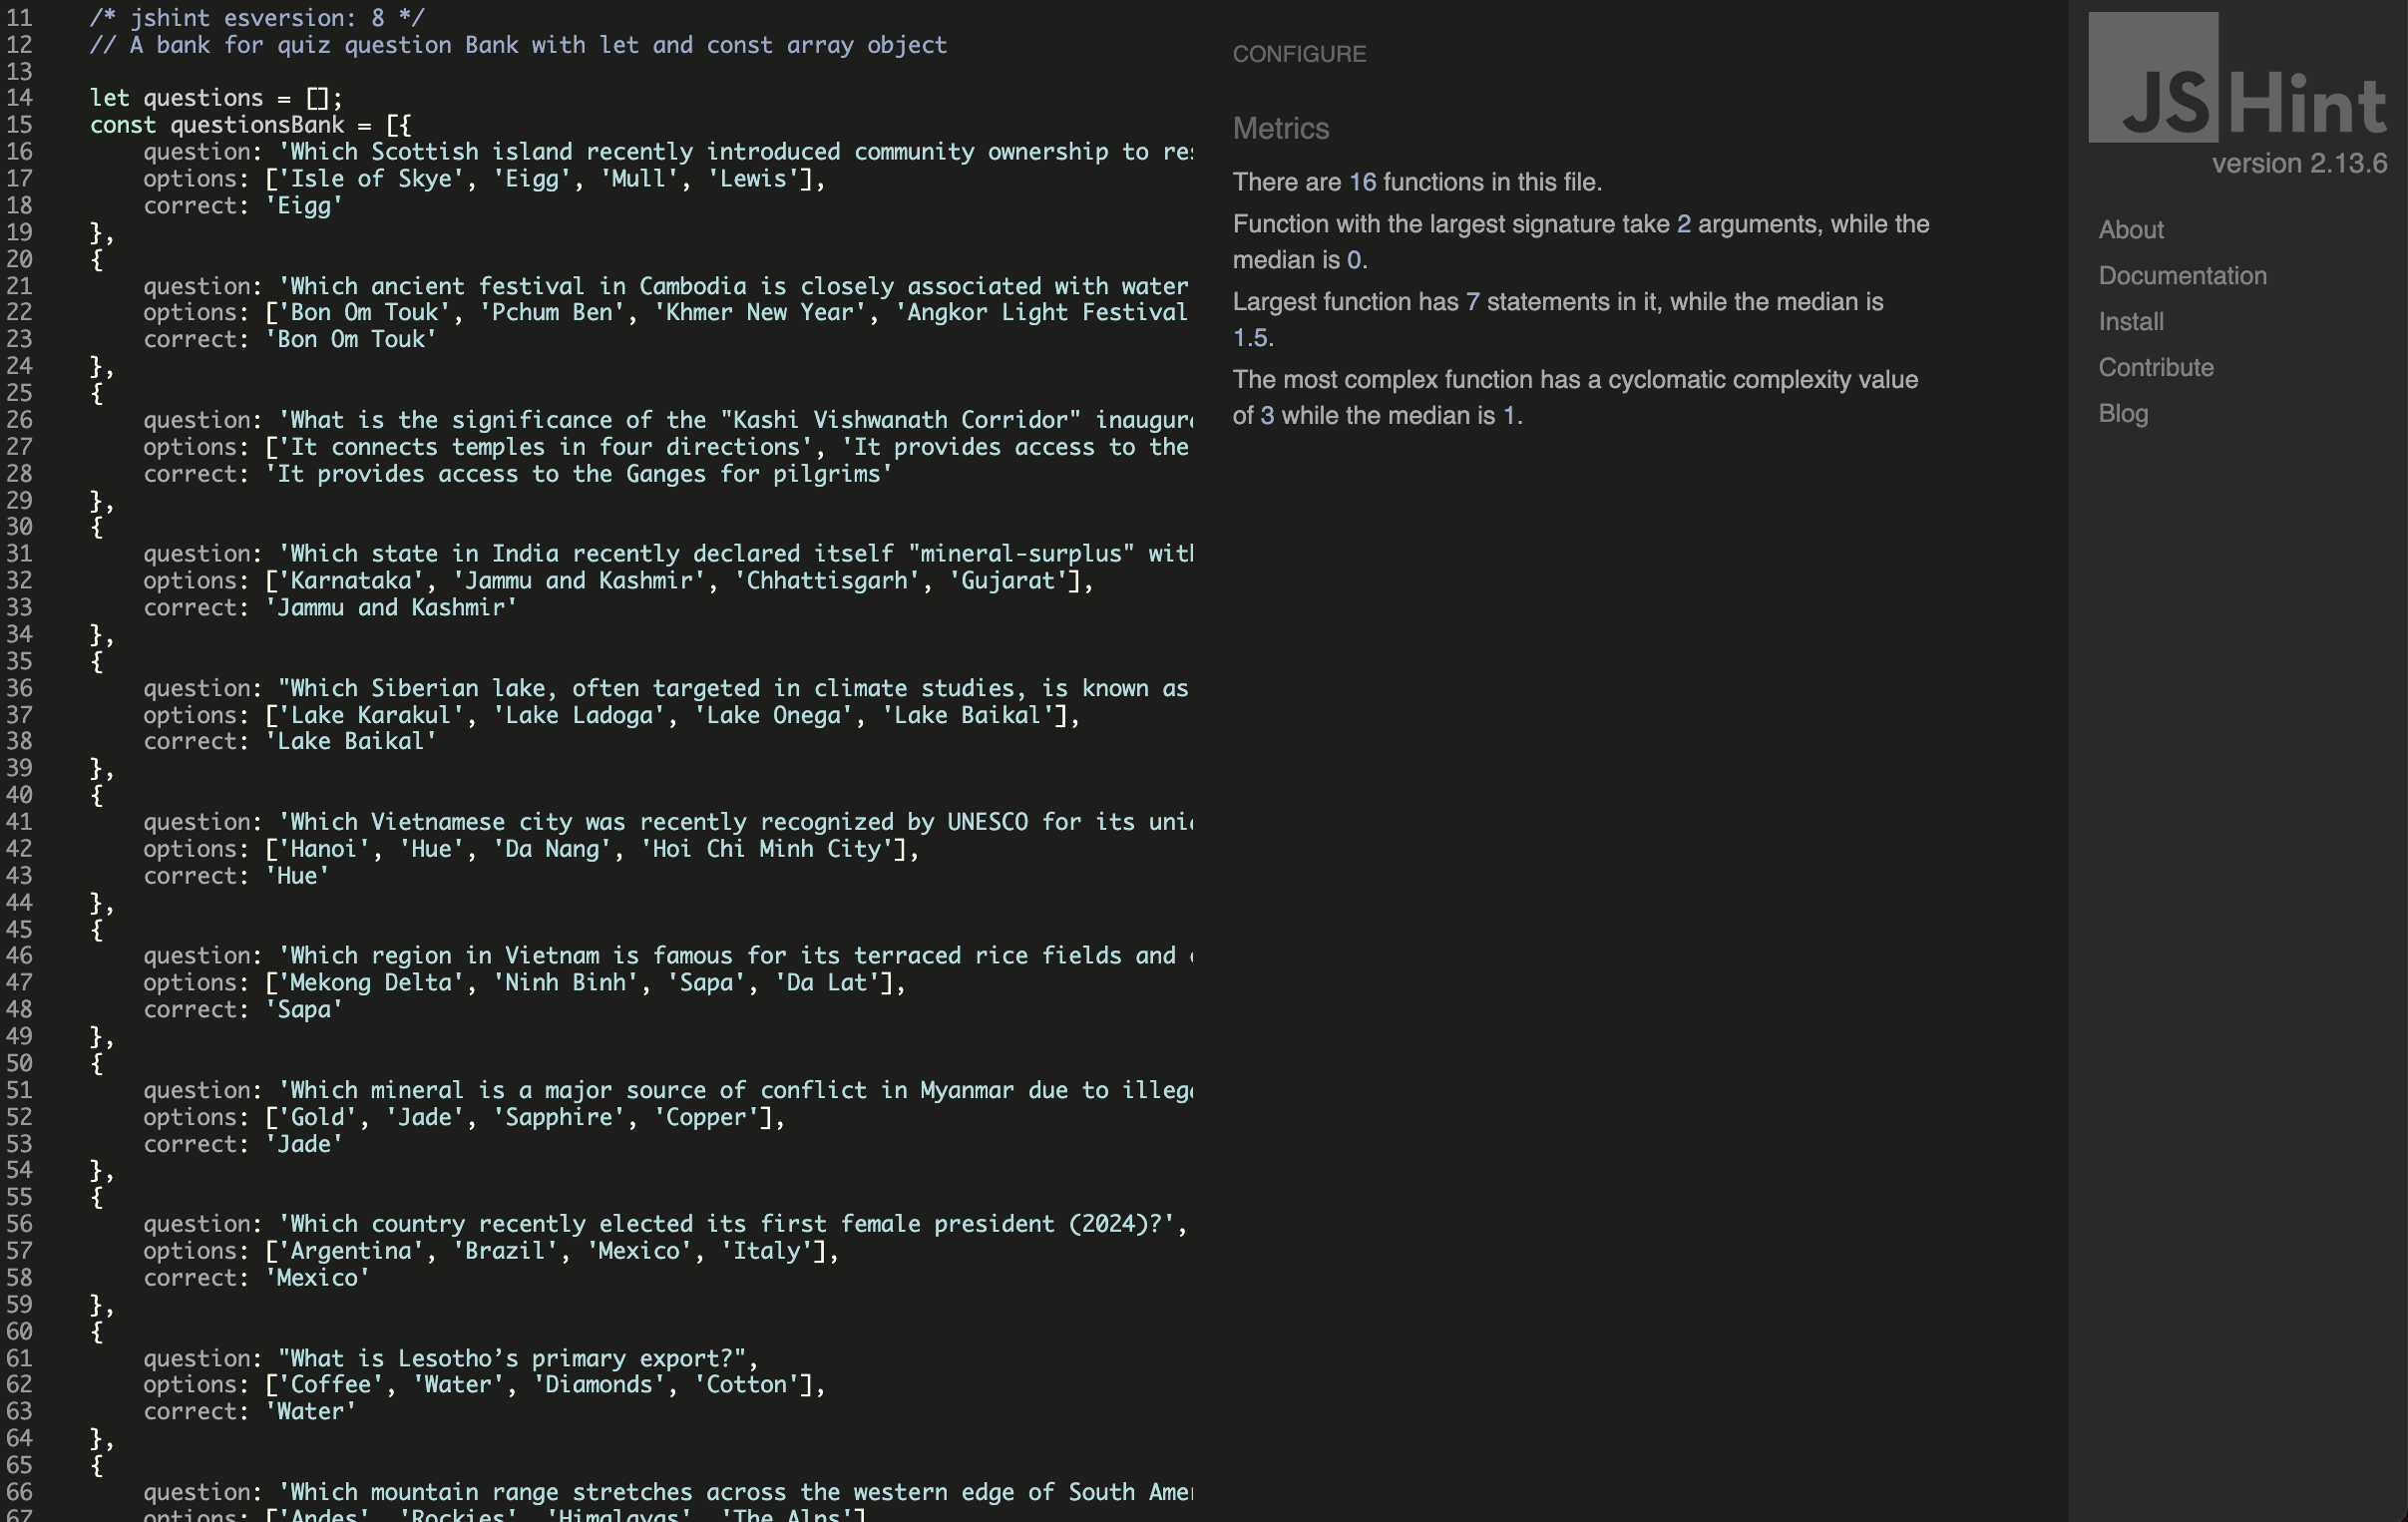 11 /* jshint esversion: 8 */
12 // A bank for quiz question Bank with let and const array object
13
14 let questions = [];
15 const questionsBank = [{
16 question: 'Which Scottish island recently introduced community ownership to
17 options: ['Isle of Skye', 'Eigg', 'Mull', 'Lewis'],
18 correct: 'Eigg'
19 },
20 {
21 question: 'Which ancient festival in Cambodia is closely associated with water
22 options: ['Bon Om Touk', 'Pchum Ben', 'Khmer New Year', 'Angkor Light Festival
23 correct: 'Bon Om Touk'
24 },
25 {
26 question: 'What is the significance of the "Kashi Vishwanath Corridor"
27 options: ['It connects temples in four directions', 'It provides access to the
28 correct: 'It provides access to the Ganges for pilgrims'
29 },
30 {
31 question: 'Which state in India recently declared itself "mineral-surplus"
32 options: ['Karnataka', 'Jammu and Kashmir', 'Chhattisgarh', 'Gujarat'],
33 correct: 'Jammu and Kashmir'
34 },
35 {
36 question: "Which Siberian lake, often targeted in climate studies, is known as
37 options: ['Lake Karakul', 'Lake Ladoga', 'Lake Onega', 'Lake Baikal'],
38 correct: 'Lake Baikal'
39 },
40 {
41 question: 'Which Vietnamese city was recently recognized by UNESCO for its
42 options: ['Hanoi', 'Hue', 'Da Nang', 'Hoi Chi Minh City'],
43 correct: 'Hue'
44 },
45 {
46 question: 'Which region in Vietnam is famous for its terraced rice fields and
47 options: ['Mekong Delta', 'Ninh Binh', 'Sapa', 'Da Lat'],
48 correct: 'Sapa'
49 },
50 {
51 question: 'Which mineral is a major source of conflict in Myanmar due to
52 options: ['Gold', 'Jade', 'Sapphire', 'Copper'],
53 correct: 'Jade'
54 },
55 {
56 question: 'Which country recently elected its first female president (2024)?',
57 options: ['Argentina', 'Brazil', 'Mexico', 'Italy'],
58 correct: 'Mexico'
59 },
60 {
61 question: "What is Lesotho’s primary export?",
62 options: ['Coffee', 'Water', 'Diamonds', 'Cotton'],
63 correct: 'Water'
64 },
65 {
66 question: 'Which mountain range stretches across the western edge of South
67 options: ['Andes', 'Rockies', 'Himalayas', 'The Alps']
CONFIGURE
Metrics
There are 16 functions in this file.
Function with the largest signature take 2 arguments, while the
median is 0.
Largest function has 7 statements in it, while the median is
1.5.
The most complex function has a cyclomatic complexity value
of 3 while the median is 1.
JSHint
version 2.13.6
About
Documentation
Install
Contribute
Blog